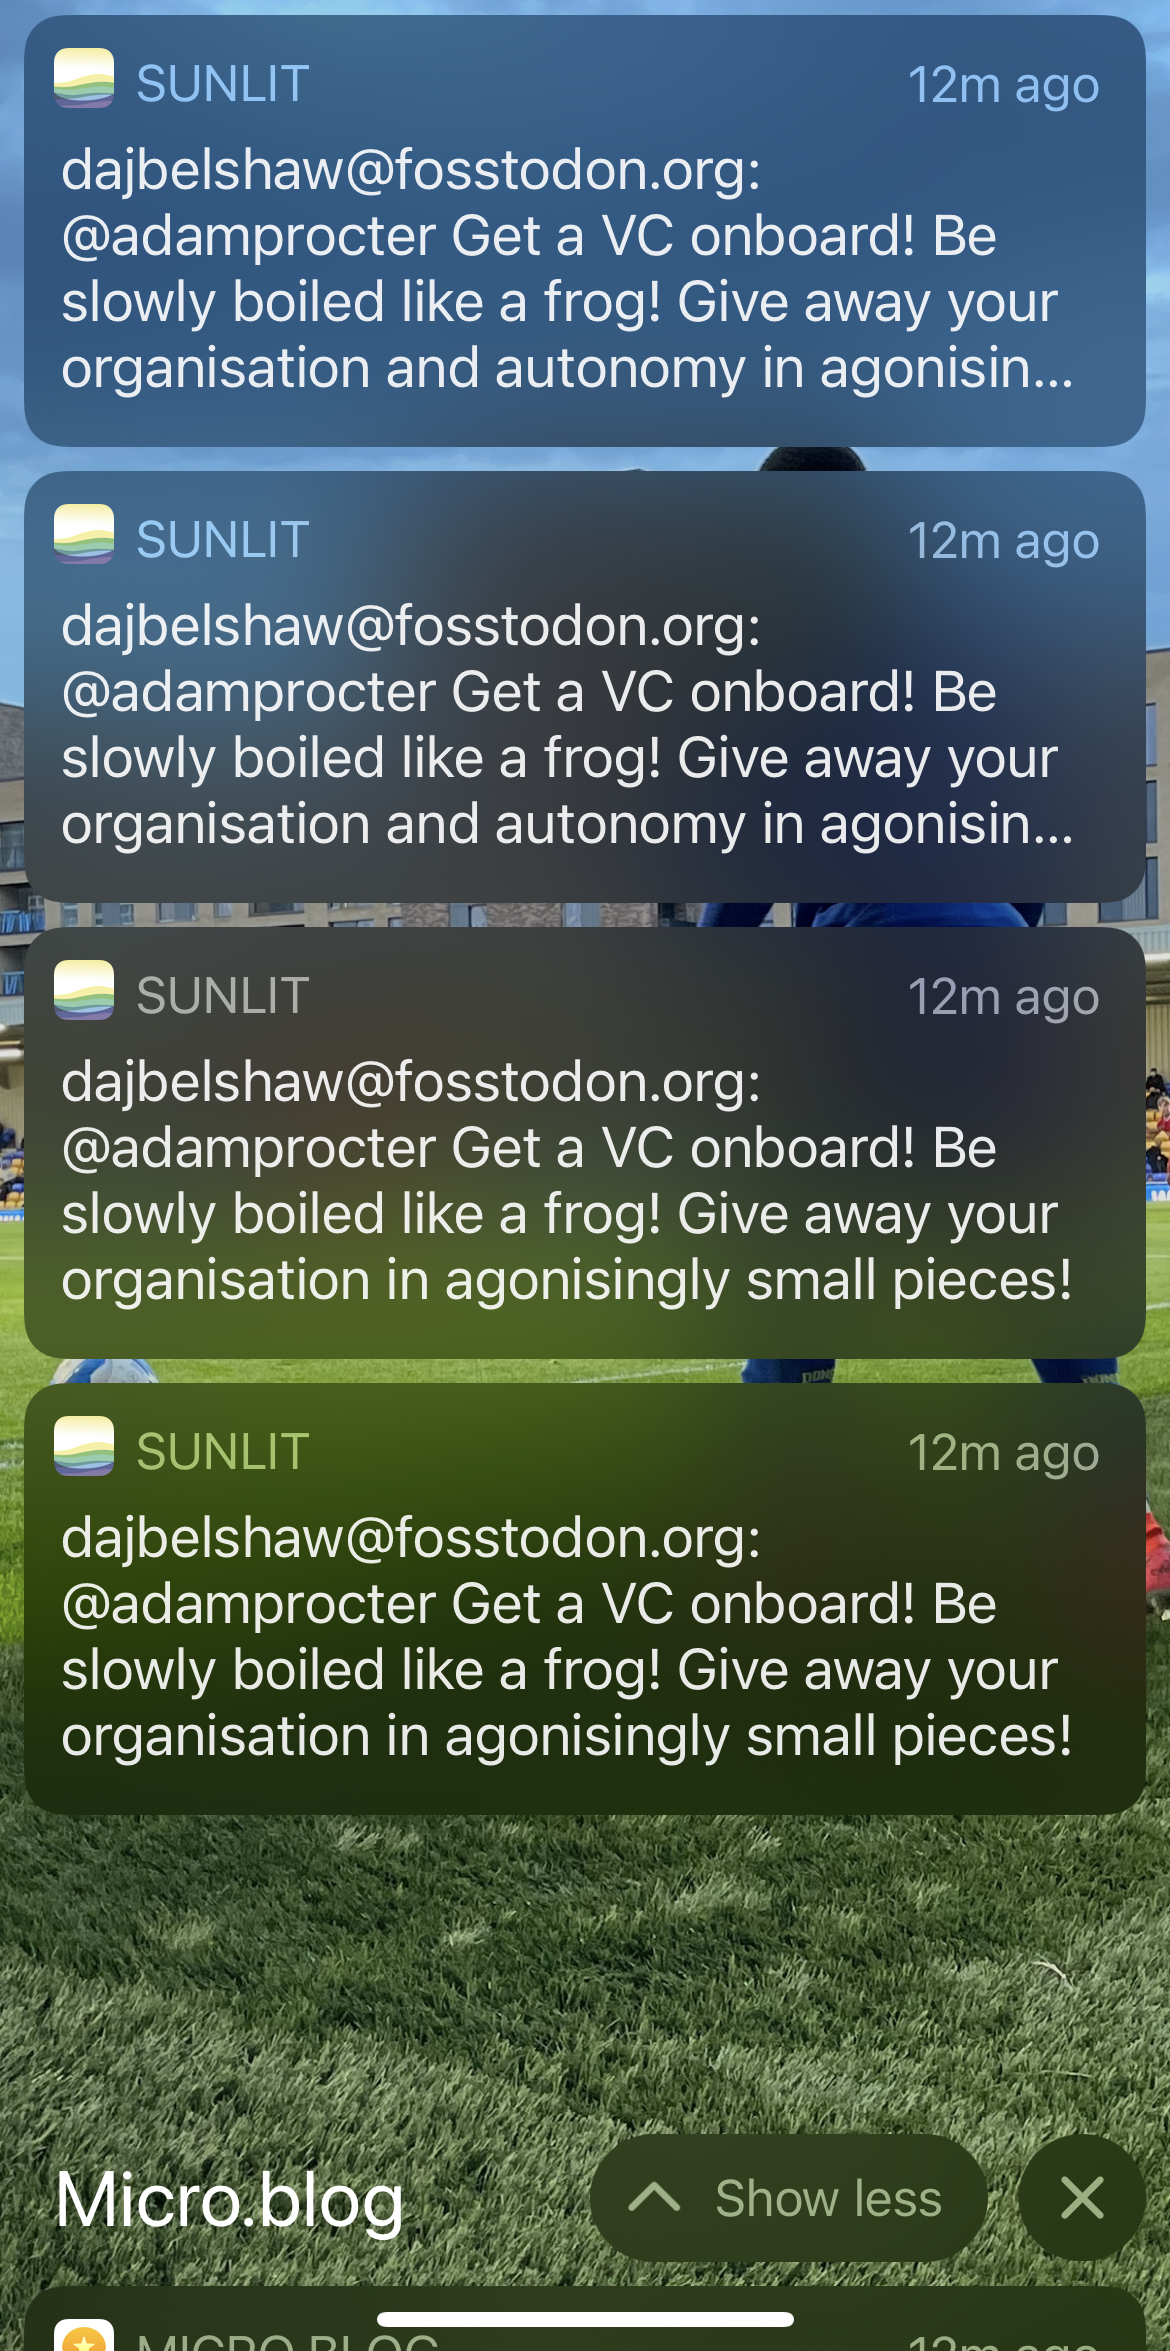 SUNLIT 12m ago
dajbelshaw@fosstodon.org:
@adamprocter Get a VC onboard! Be
slowly boiled like a frog! Give away your
organisation and autonomy in agonisin...
SUNLIT 12m ago
dajbelshaw@fosstodon.org:
@adamprocter Get a VC onboard! Be
slowly boiled like a frog! Give away your
organisation and autonomy in agonisin...
SUNLIT 12m ago
dajbelshaw@fosstodon.org:
@adamprocter Get a VC onboard! Be
slowly boiled like a frog! Give away your
organisation in agonisingly small pieces!
SUNLIT 12m ago
dajbelshaw@fosstodon.org:
@adamprocter Get a VC onboard! Be
slowly boiled like a frog! Give away your
organisation in agonisingly small pieces!
Micro.blog Show less
MICRO.BLOG 12m ago